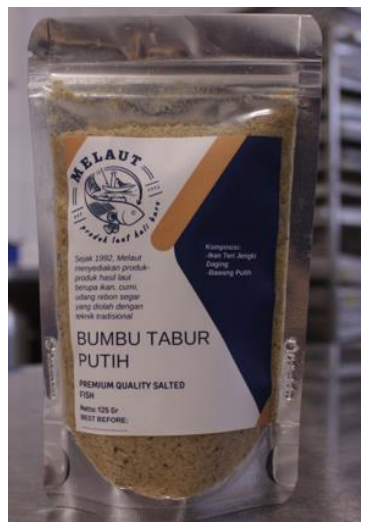 MELAUT
EST
1992
produk laut kali baru
Sejak 1992, Melaut
menyediakan produk-
produk hasil laut
berupa ikan, cumi,
udang rebon segar
yang diolah dengan
teknik tradisional
Komposisi:
-Ikan Teri Jengki
Daging
-Bawang Putih
BUMBU TABUR
PUTIH
PREMIUM QUALITY SALTED
FISH
Netto: 125 Gr
BEST BEFORE: